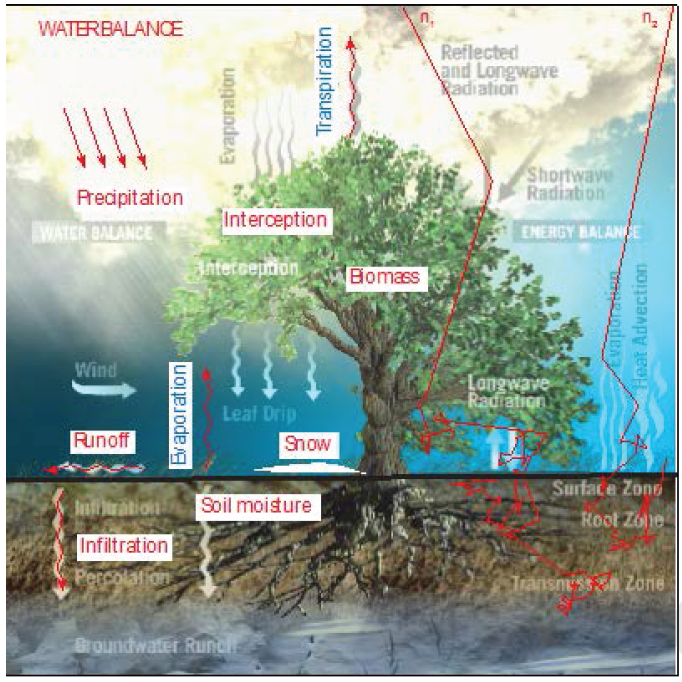 WATERBALANCE
n1
n2
Reflected
and Longwave
Radiation
Evaporation
Transpiration
Shortwave
Radiation
Precipitation
Interception
WATER BALANCE
ENERGY BALANCE
Interception
Biomass
Evaporation
Heat Advection
Wind
Evaporation
Leaf Drip
Longwave
Radiation
Runoff
Snow
Infiltration
Soil moisture
Surface Zone
Root Zone
Infiltration
Percolation
Transmission Zone
Groundwater Runoff